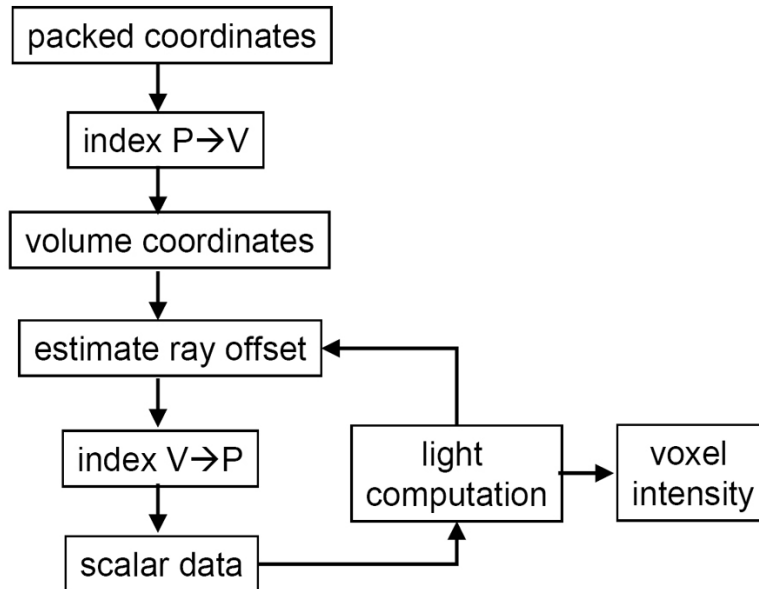 packed coordinates
index P→V
volume coordinates
estimate ray offset
index V→P
scalar data
light
computation
voxel
intensity